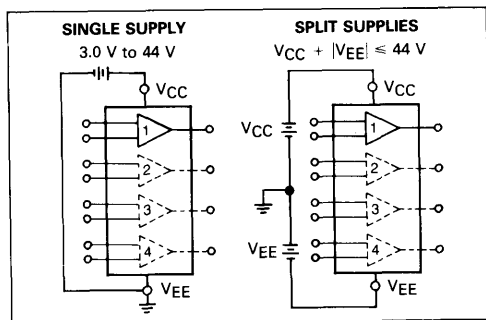 SINGLE SUPPLY
3.0 V to 44 V
VCC
1
2
3
4
VEE
SPLIT SUPPLIES
VCC + |VEE| ≤ 44 V
VCC
VCC
1
2
3
4
VEE
VEE